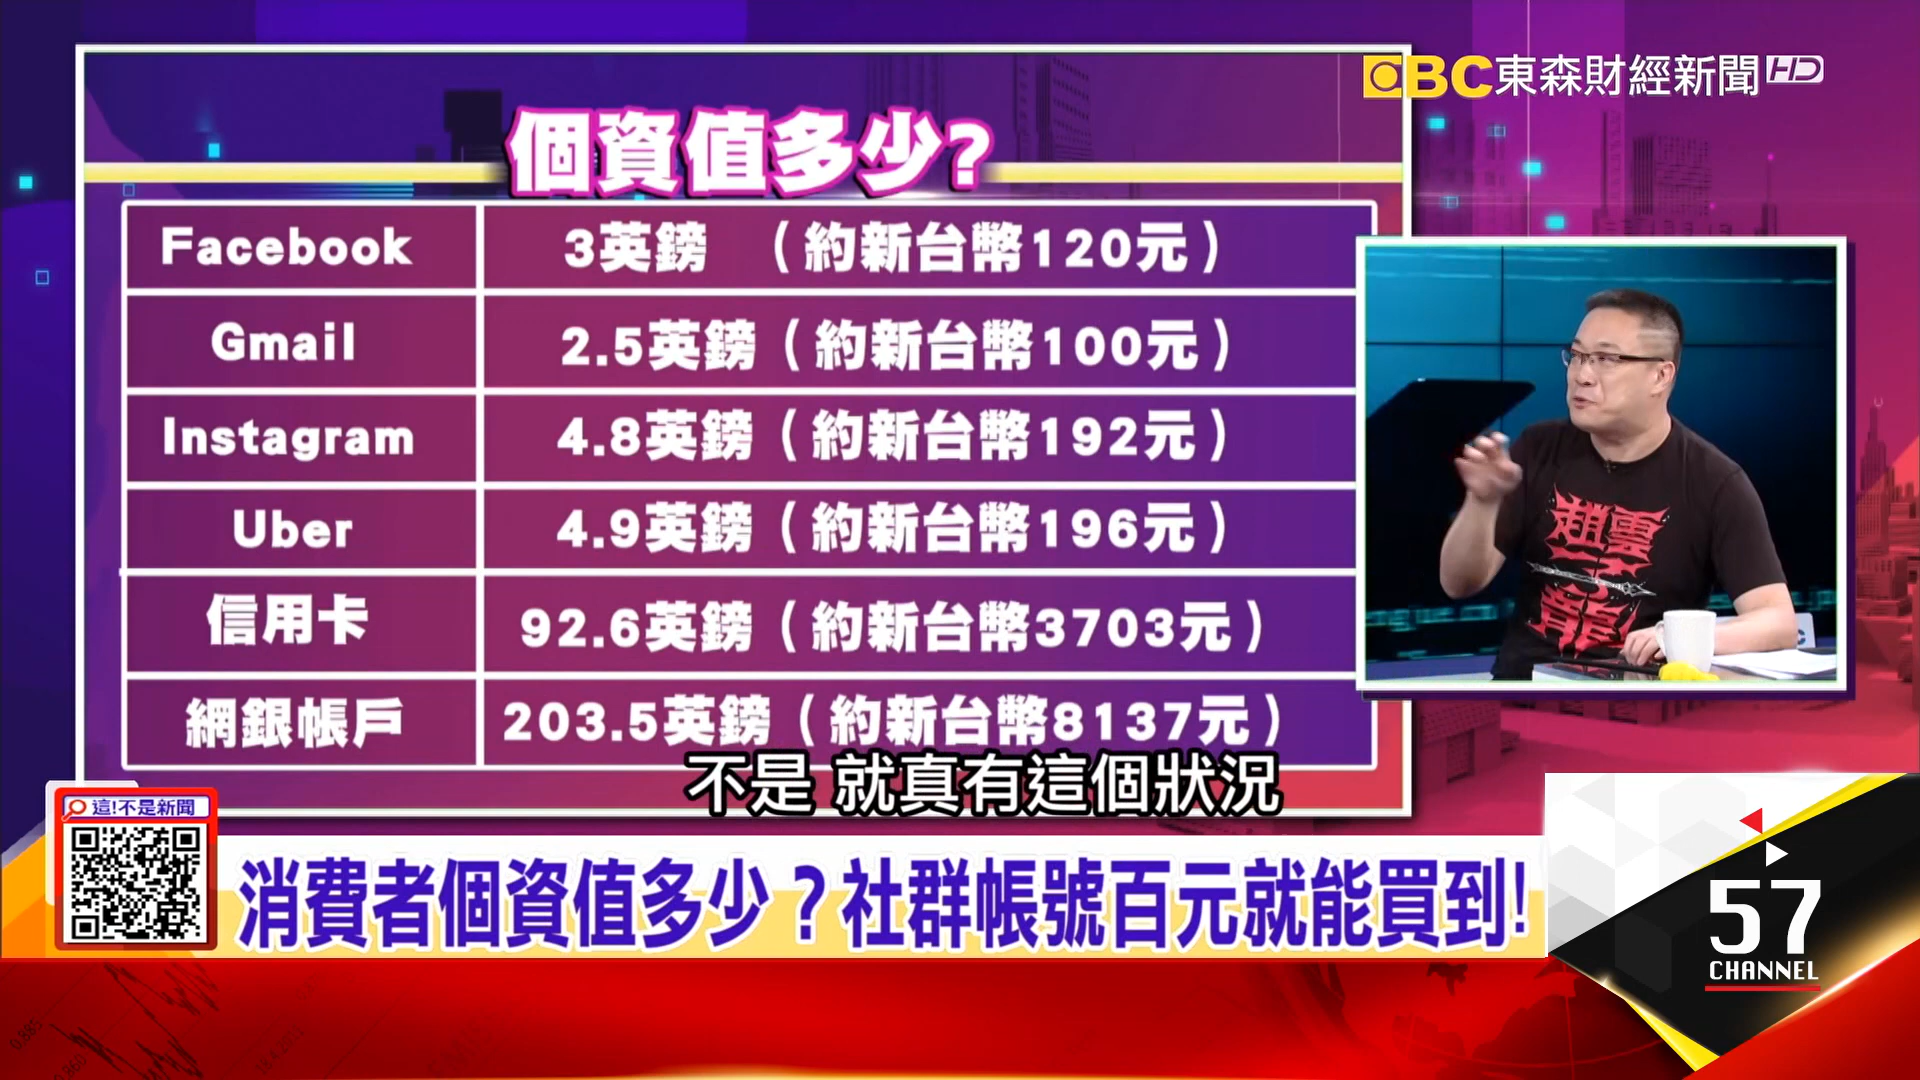 EBC東森財經新聞HD
個資值多少?
Facebook 3英鎊 （約新台幣120元）
Gmail 2.5英鎊（約新台幣100元）
Instagram 4.8英鎊（約新台幣192元）
Uber 4.9英鎊（約新台幣196元）
信用卡 92.6英鎊（約新台幣3703元）
網銀帳戶 203.5英鎊（約新台幣8137元）
趙雲
子龍
不是 就真有這個狀況
這!不是新聞
消費者個資值多少？社群帳號百元就能買到!
57
CHANNEL